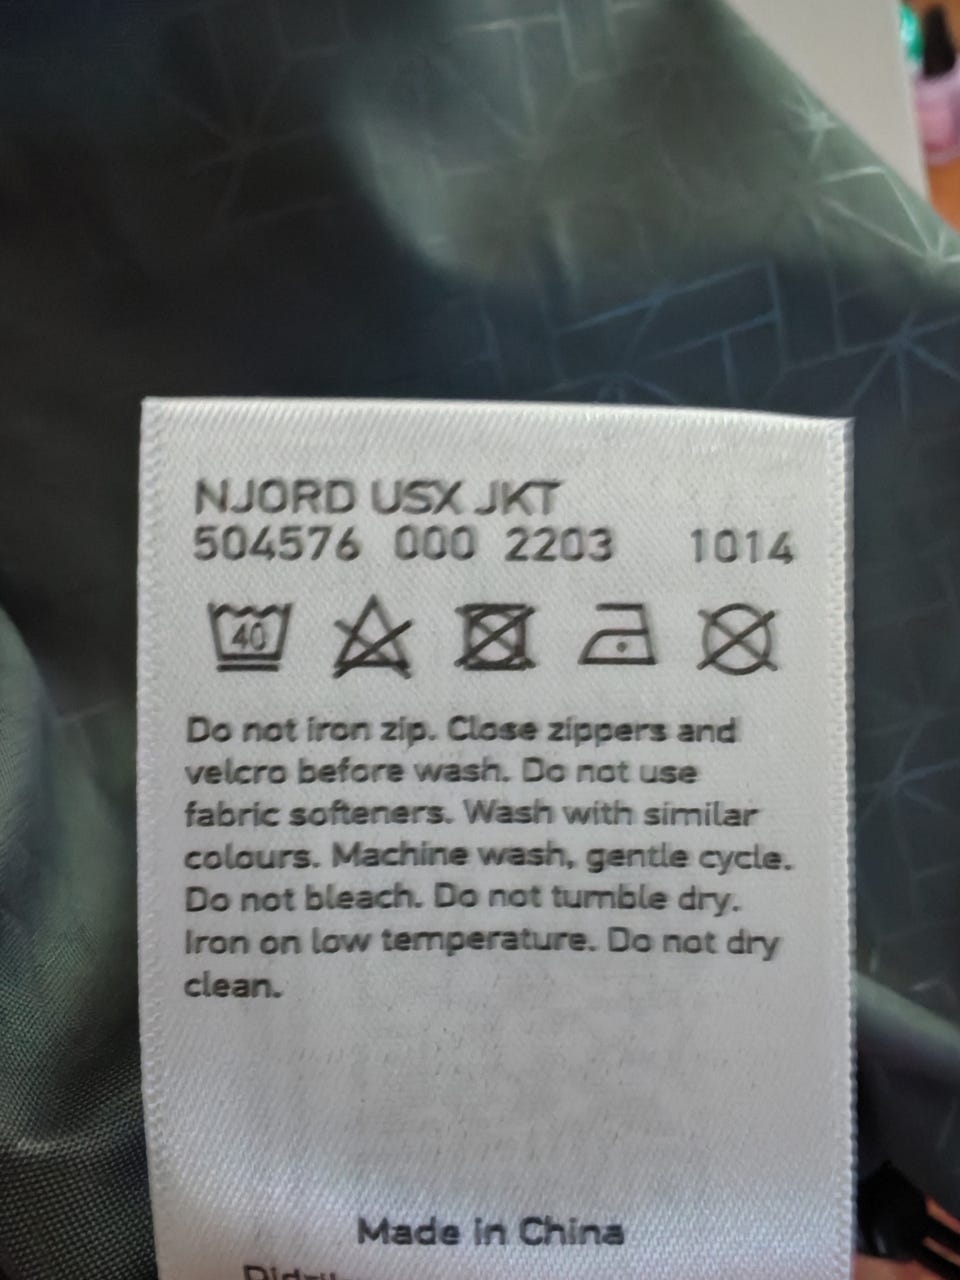 NJORD USX JKT
504576 000 2203 1014
40
Do not iron zip. Close zippers and
velcro before wash. Do not use
fabric softeners. Wash with similar
colours. Machine wash, gentle cycle.
Do not bleach. Do not tumble dry.
Iron on low temperature. Do not dry
clean.
Made in China